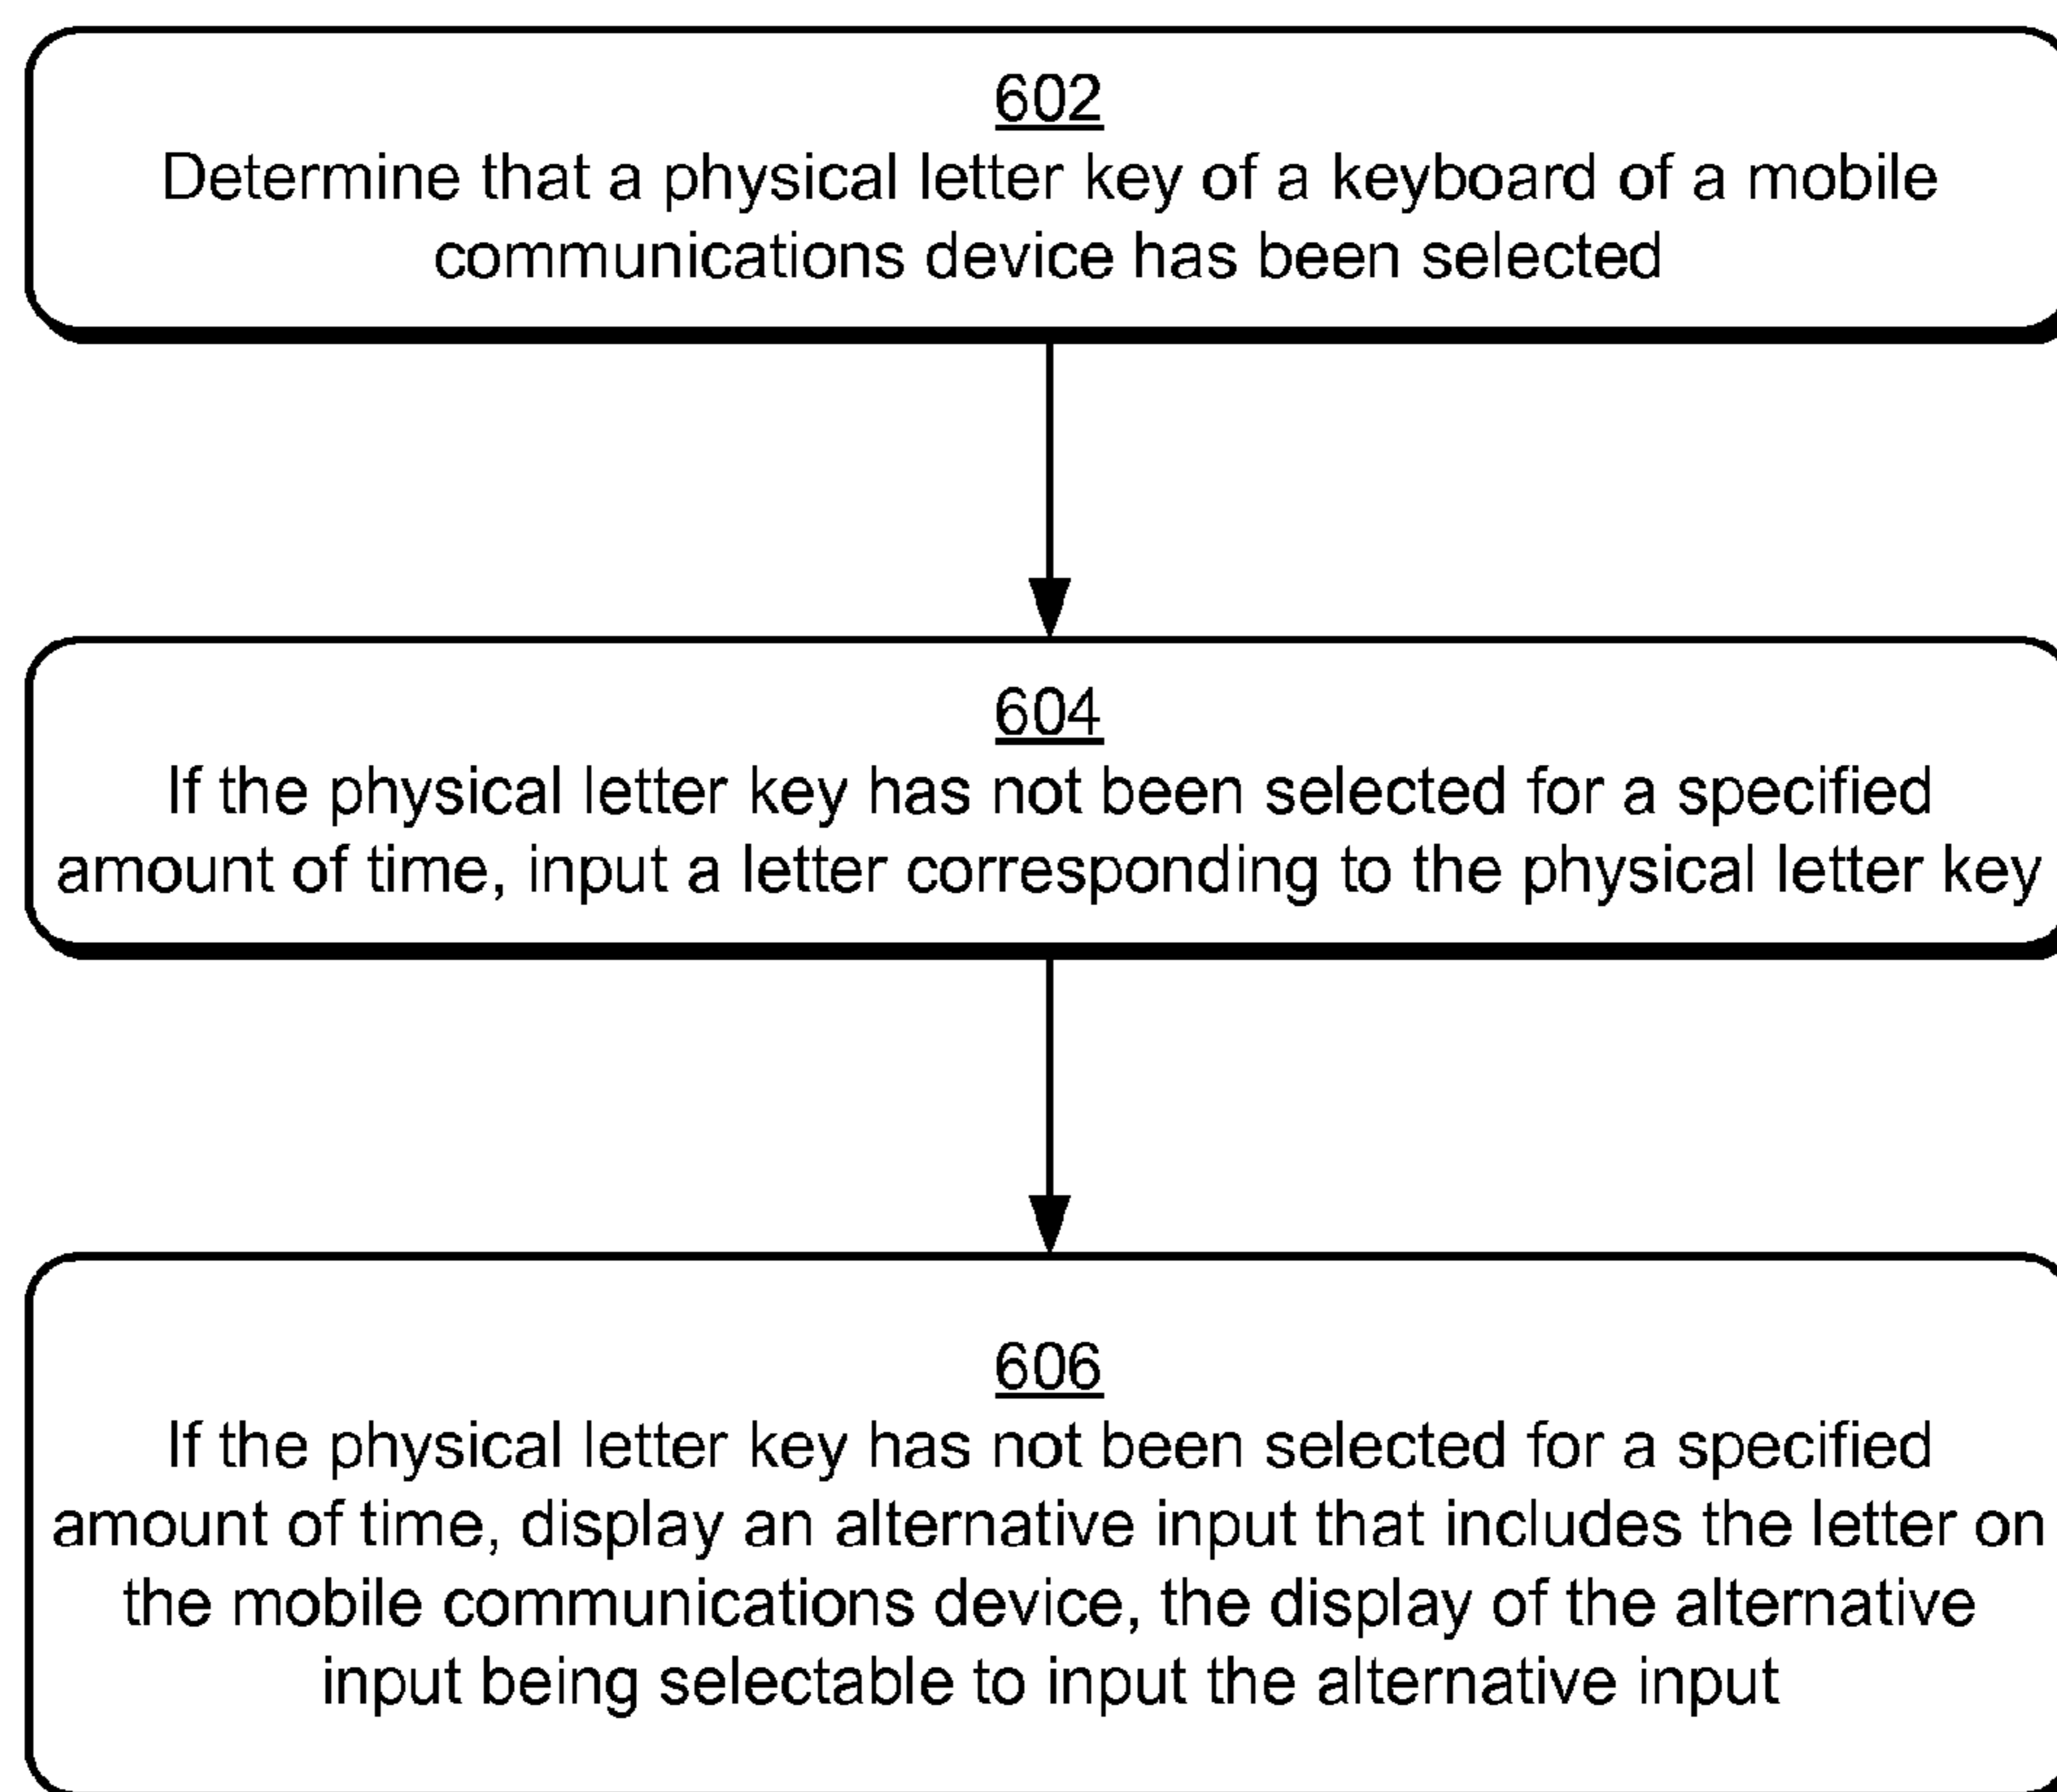 602
Determine that a physical letter key of a keyboard of a mobile
communications device has been selected
604
If the physical letter key has not been selected for a specified
amount of time, input a letter corresponding to the physical letter key
606
If the physical letter key has not been selected for a specified
amount of time, display an alternative input that includes the letter on
the mobile communications device, the display of the alternative
input being selectable to input the alternative input